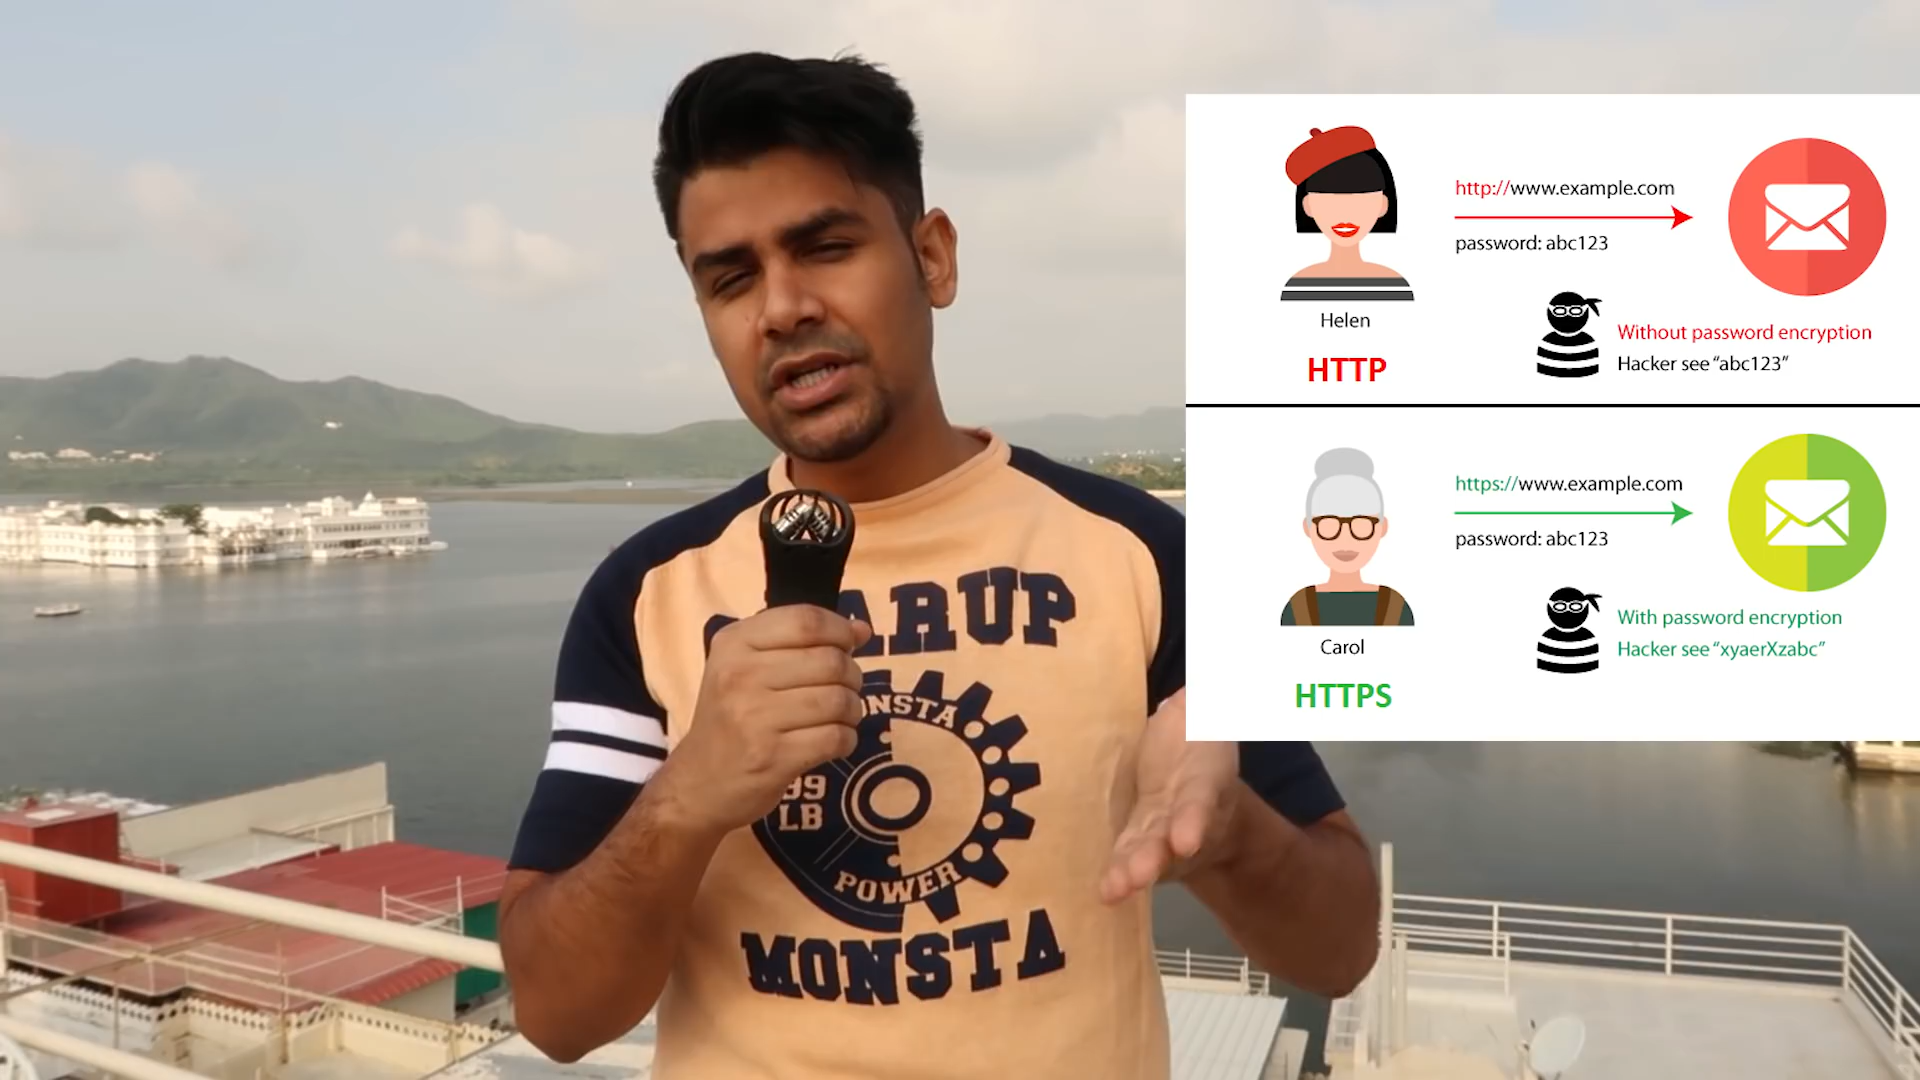 ARUP
ONSTA
99
LB
POWER
MONSTA
http://www.example.com
password: abc123
Helen
Without password encryption
Hacker see “abc123”
HTTP
https://www.example.com
password: abc123
With password encryption
Carol
Hacker see “xyaerXzabc”
HTTPS